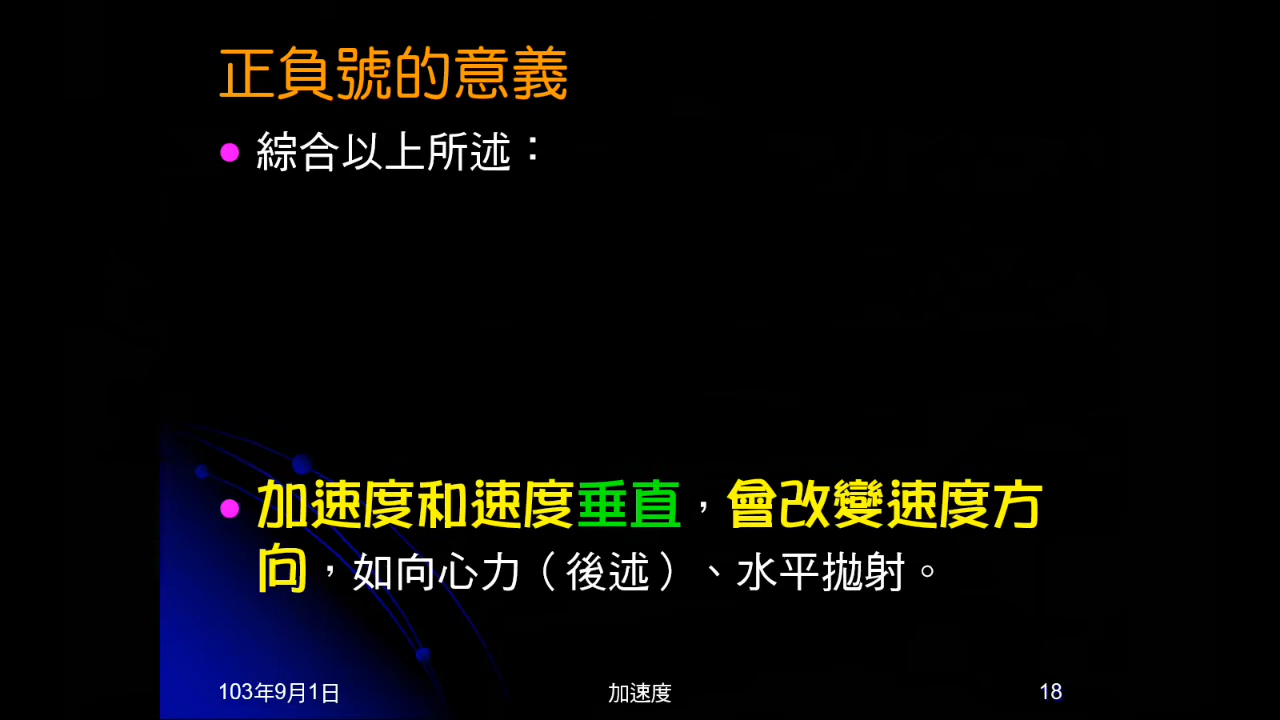 正負號的意義
綜合以上所述：
加速度和速度垂直，會改變速度方
向，如向心力（後述）、水平拋射。
103年9月1日
加速度
18